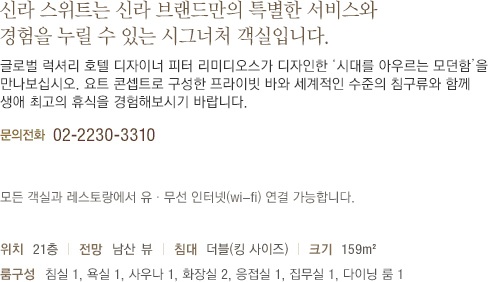 신라 스위트는 신라 브랜드만의 특별한 서비스와
경험을 누릴 수 있는 시그너처 객실입니다.
글로벌 럭셔리 호텔 디자이너 피터 리미디오스가 디자인한 ‘시대를 아우르는 모던함’을
만나보십시오. 요트 콘셉트로 구성한 프라이빗 바와 세계적인 수준의 침구류와 함께
생애 최고의 휴식을 경험해보시기 바랍니다.
문의전화 02-2230-3310
모든 객실과 레스토랑에서 유 · 무선 인터넷(wi-fi) 연결 가능합니다.
위치 21층 | 전망 남산 뷰 | 침대 더블(킹 사이즈) | 크기 159m²
룸구성 침실 1, 욕실 1, 사우나 1, 화장실 2, 응접실 1, 집무실 1, 다이닝 룸 1